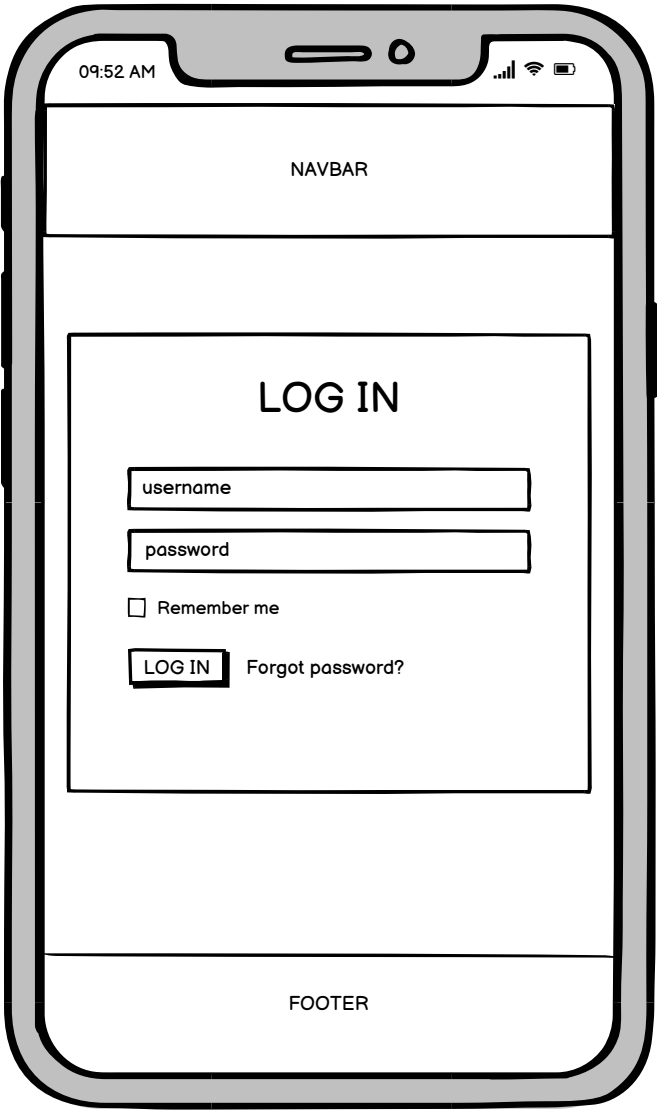 09:52 AM
NAVBAR
LOG IN
username
password
Remember me
LOG IN Forgot password?
FOOTER